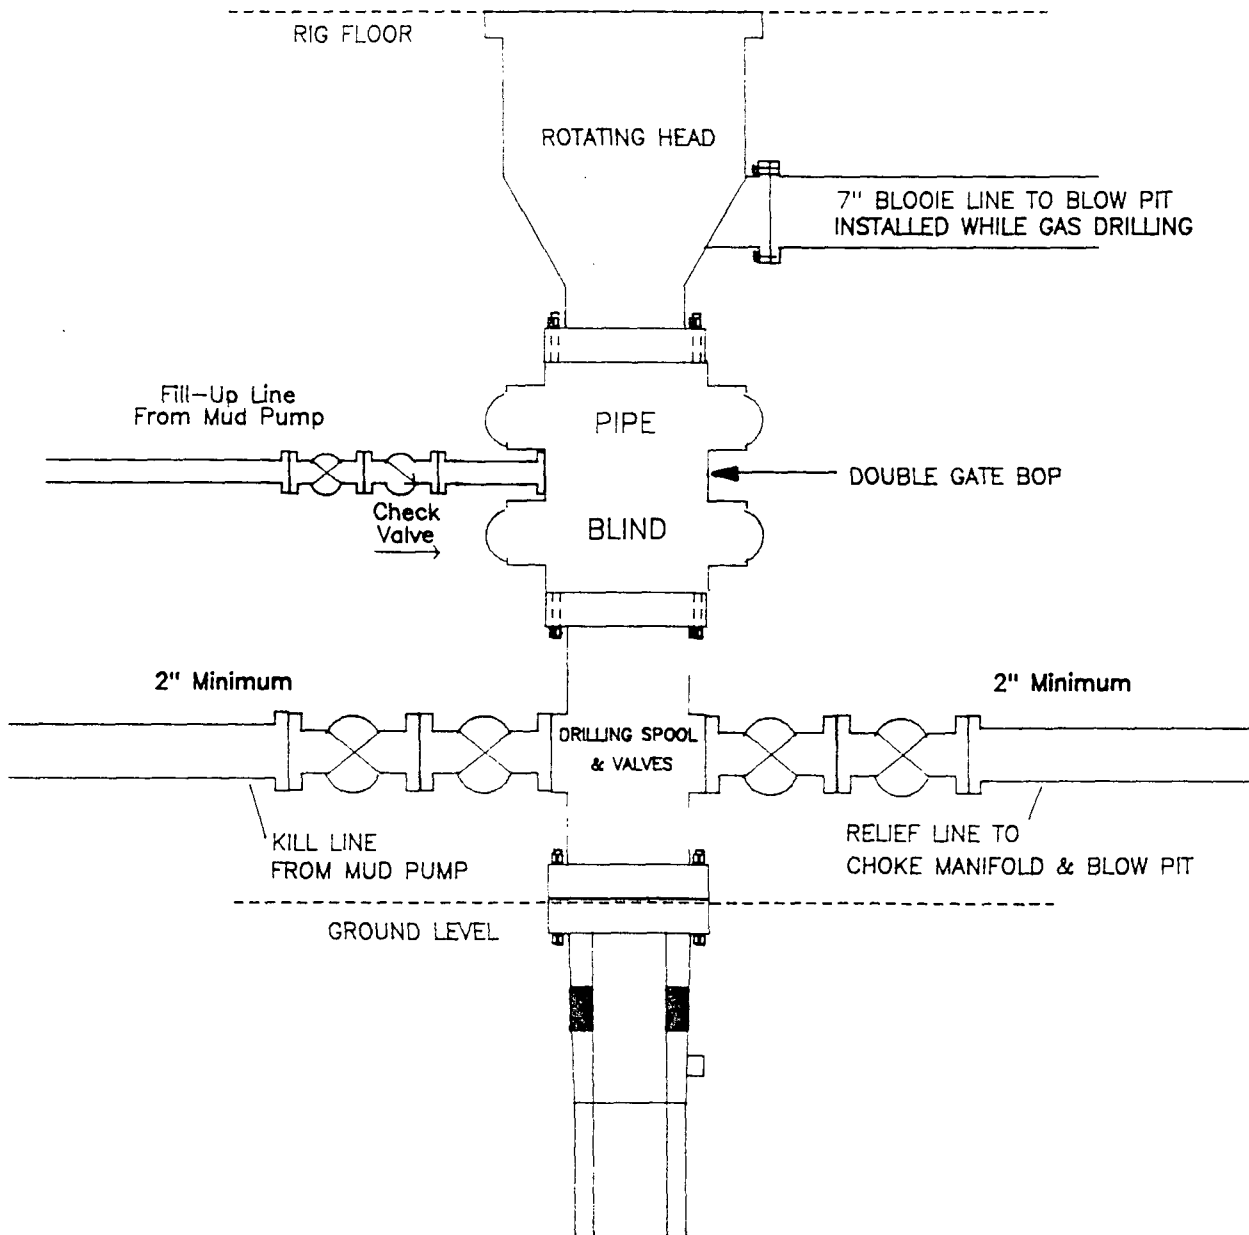 RIG FLOOR
ROTATING HEAD
7" BLOOIE LINE TO BLOW PIT
INSTALLED WHILE GAS DRILLING
Fill-Up Line
From Mud Pump
PIPE
DOUBLE GATE BOP
Check
Valve
BLIND
2" Minimum
2" Minimum
DRILLING SPOOL
& VALVES
KILL LINE
FROM MUD PUMP
RELIEF LINE TO
CHOKE MANIFOLD & BLOW PIT
GROUND LEVEL